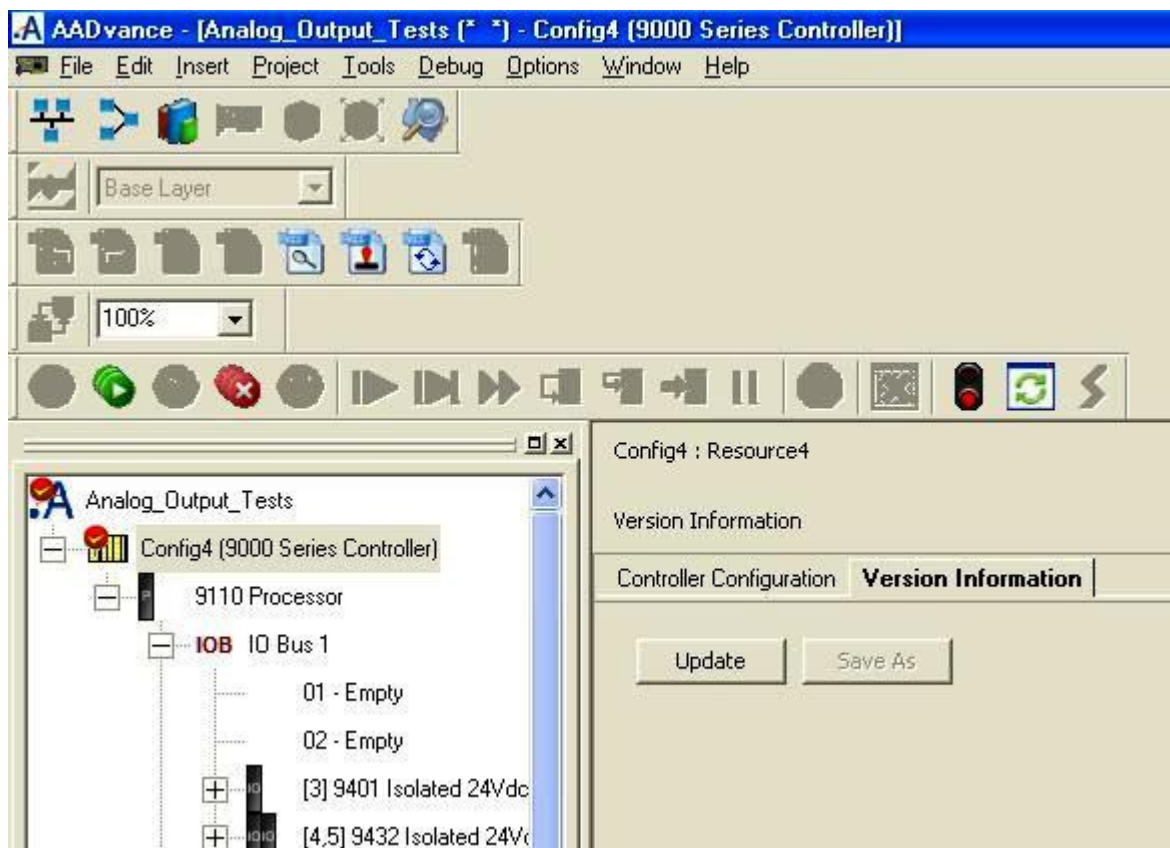 AADvance - [Analog_Output_Tests (* *) - Config4 (9000 Series Controller)]
File Edit Insert Project Tools Debug Options Window Help
Base Layer
100%
Analog_Output_Tests
Config4 (9000 Series Controller)
9110 Processor
IOB IO Bus 1
01 - Empty
02 - Empty
[3] 9401 Isolated 24Vdc
[4,5] 9432 Isolated 24V
Config4 : Resource4
Version Information
Controller Configuration Version Information
Update Save As